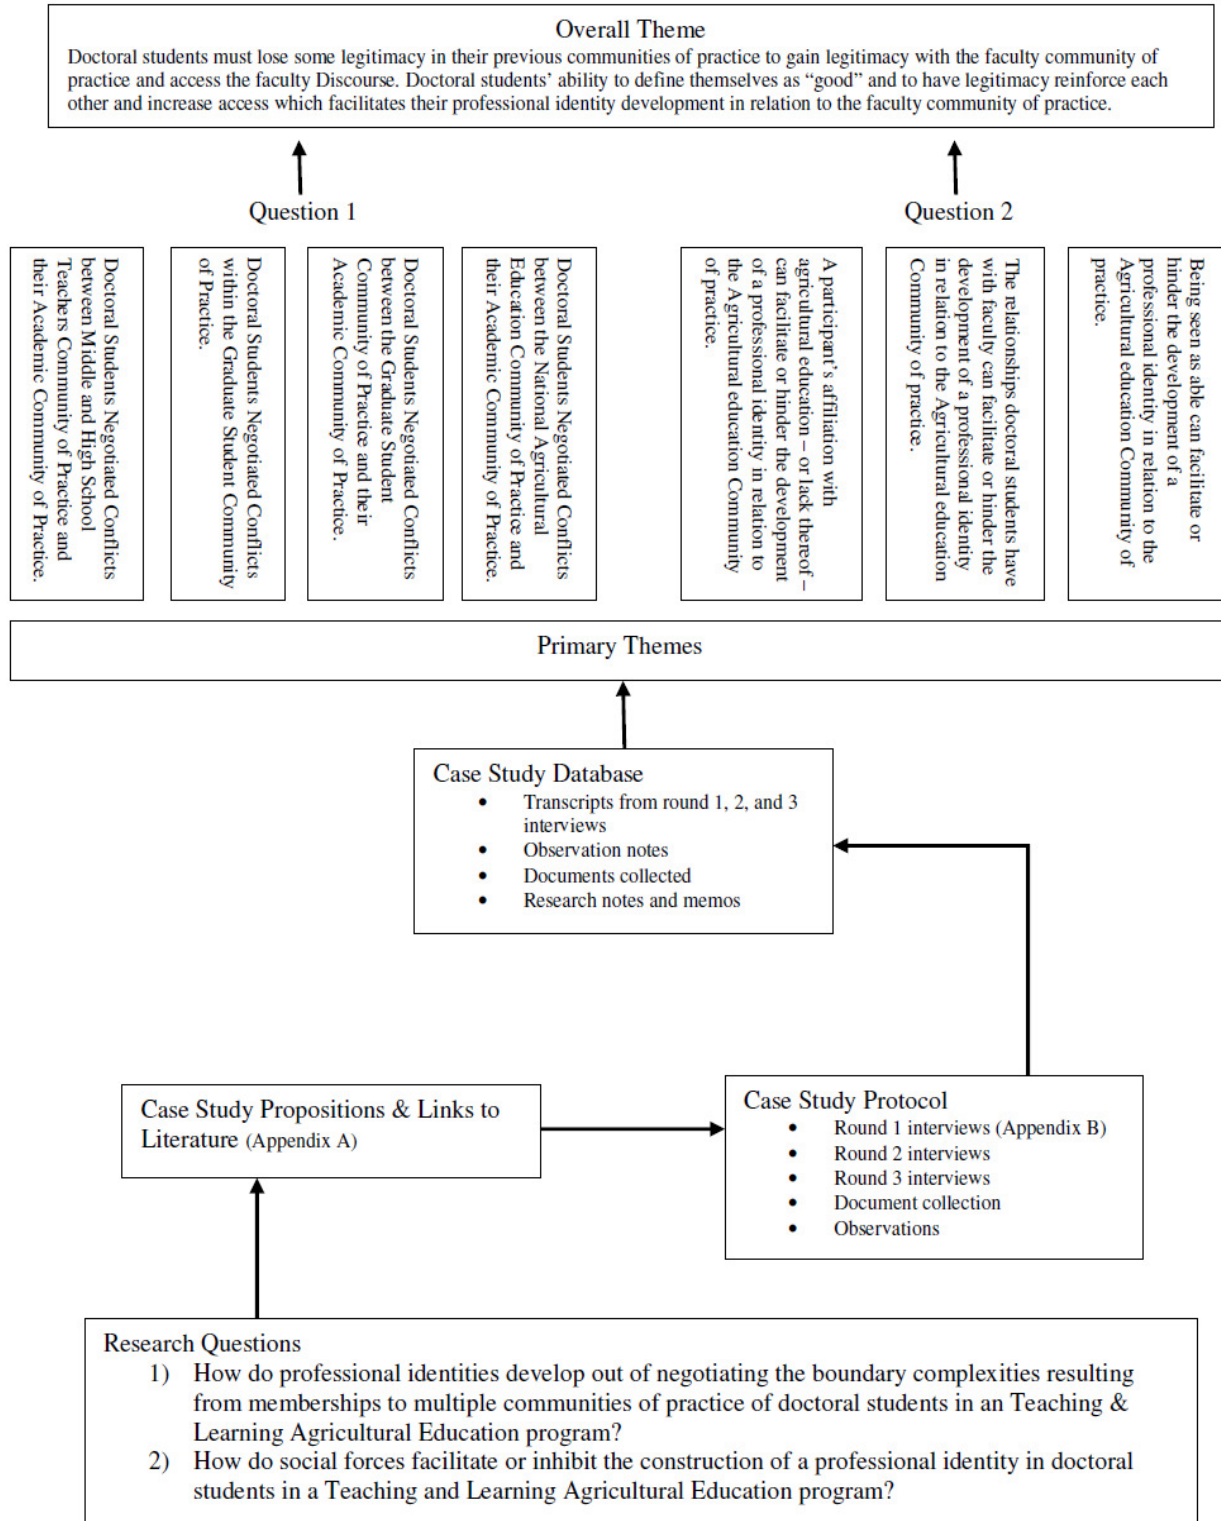 Overall Theme
Doctoral students must lose some legitimacy in their previous communities of practice to gain legitimacy with the faculty community of
practice and access the faculty Discourse. Doctoral students' ability to define themselves as “good” and to have legitimacy reinforce each
other and increase access which facilitates their professional identity development in relation to the faculty community of practice.
Question 1
Question 2
Doctoral Students Negotiated Conflicts
between Middle and High School
Teachers Community of Practice and
their Academic Community of Practice.
Doctoral Students Negotiated Conflicts
within the Graduate Student Community
of Practice.
Doctoral Students Negotiated Conflicts
between the Graduate Student
Community of Practice and their
Academic Community of Practice.
Doctoral Students Negotiated Conflicts
between the National Agricultural
Education Community of Practice and
their Academic Community of Practice.
A participant's affiliation with
agricultural education – or lack thereof –
can facilitate or hinder the development
of a professional identity in relation to
the Agricultural education Community
of practice.
The relationships doctoral students have
with faculty can facilitate or hinder the
development of a professional identity
in relation to the Agricultural education
Community of practice.
Being seen as able can facilitate or
hinder the development of a
professional identity in relation to the
Agricultural education Community of
practice.
Primary Themes
Case Study Database
• Transcripts from round 1, 2, and 3
interviews
• Observation notes
• Documents collected
• Research notes and memos
Case Study Propositions & Links to
Literature (Appendix A)
Case Study Protocol
• Round 1 interviews (Appendix B)
• Round 2 interviews
• Round 3 interviews
• Document collection
• Observations
Research Questions
1) How do professional identities develop out of negotiating the boundary complexities resulting
from memberships to multiple communities of practice of doctoral students in an Teaching &
Learning Agricultural Education program?
2) How do social forces facilitate or inhibit the construction of a professional identity in doctoral
students in a Teaching and Learning Agricultural Education program?